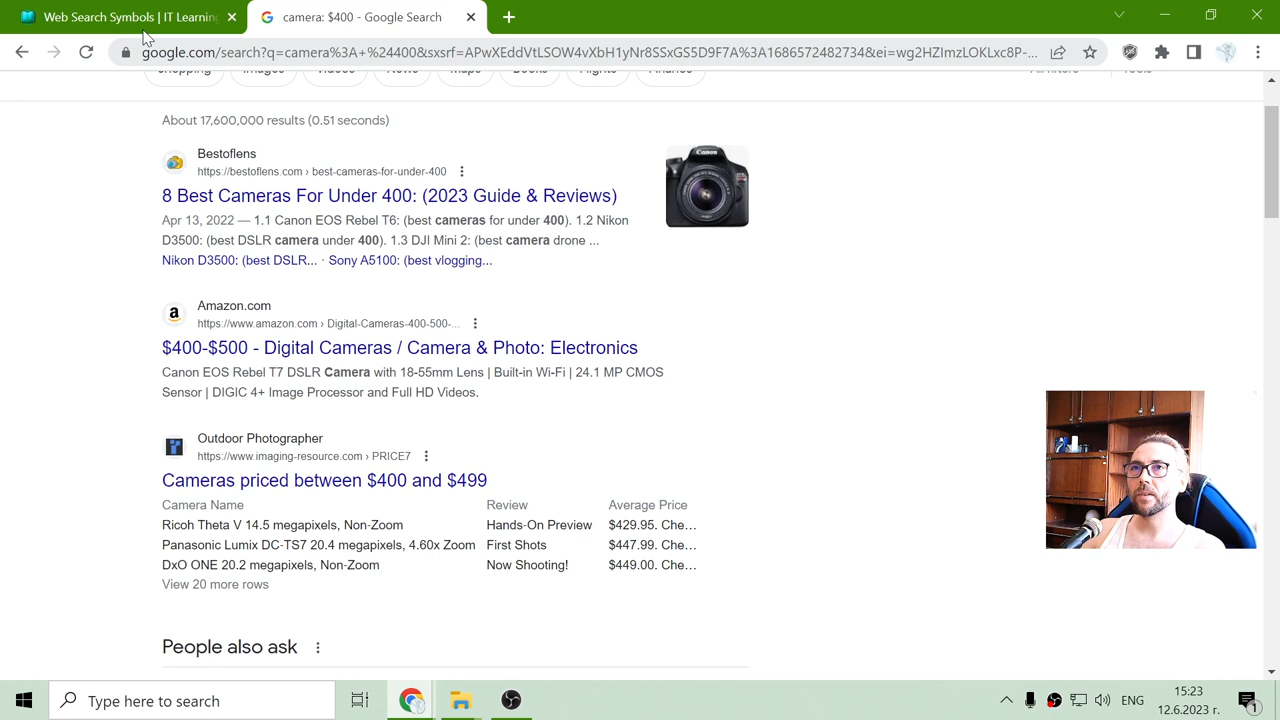 Web Search Symbols | IT Learning
camera: $400 - Google Search
google.com/search?q=camera%3A+%24400&sxsrf=APwXEddVtLSOW4vXbH1yNr8SSxGS5D9F7A%3A1686572482734&ei=wg2HZImzLOKLxc8P-...
Shopping Images Videos News Maps Books Flights Finance
All filters Tools
About 17,600,000 results (0.51 seconds)
Bestoflens
https://bestoflens.com › best-cameras-for-under-400
8 Best Cameras For Under 400: (2023 Guide & Reviews)
Apr 13, 2022 — 1.1 Canon EOS Rebel T6: (best cameras for under 400). 1.2 Nikon
D3500: (best DSLR camera under 400). 1.3 DJI Mini 2: (best camera drone ...
Nikon D3500: (best DSLR... · Sony A5100: (best vlogging...
Canon
Amazon.com
https://www.amazon.com › Digital-Cameras-400-500-...
$400-$500 - Digital Cameras / Camera & Photo: Electronics
Canon EOS Rebel T7 DSLR Camera with 18-55mm Lens | Built-in Wi-Fi | 24.1 MP CMOS
Sensor | DIGIC 4+ Image Processor and Full HD Videos.
Outdoor Photographer
https://www.imaging-resource.com › PRICE7
Cameras priced between $400 and $499
Camera Name Review Average Price
Ricoh Theta V 14.5 megapixels, Non-Zoom Hands-On Preview $429.95. Che...
Panasonic Lumix DC-TS7 20.4 megapixels, 4.60x Zoom First Shots $447.99. Che...
DxO ONE 20.2 megapixels, Non-Zoom Now Shooting! $449.00. Che...
View 20 more rows
People also ask
Type here to search
ENG
15:23
12.6.2023 г.
1